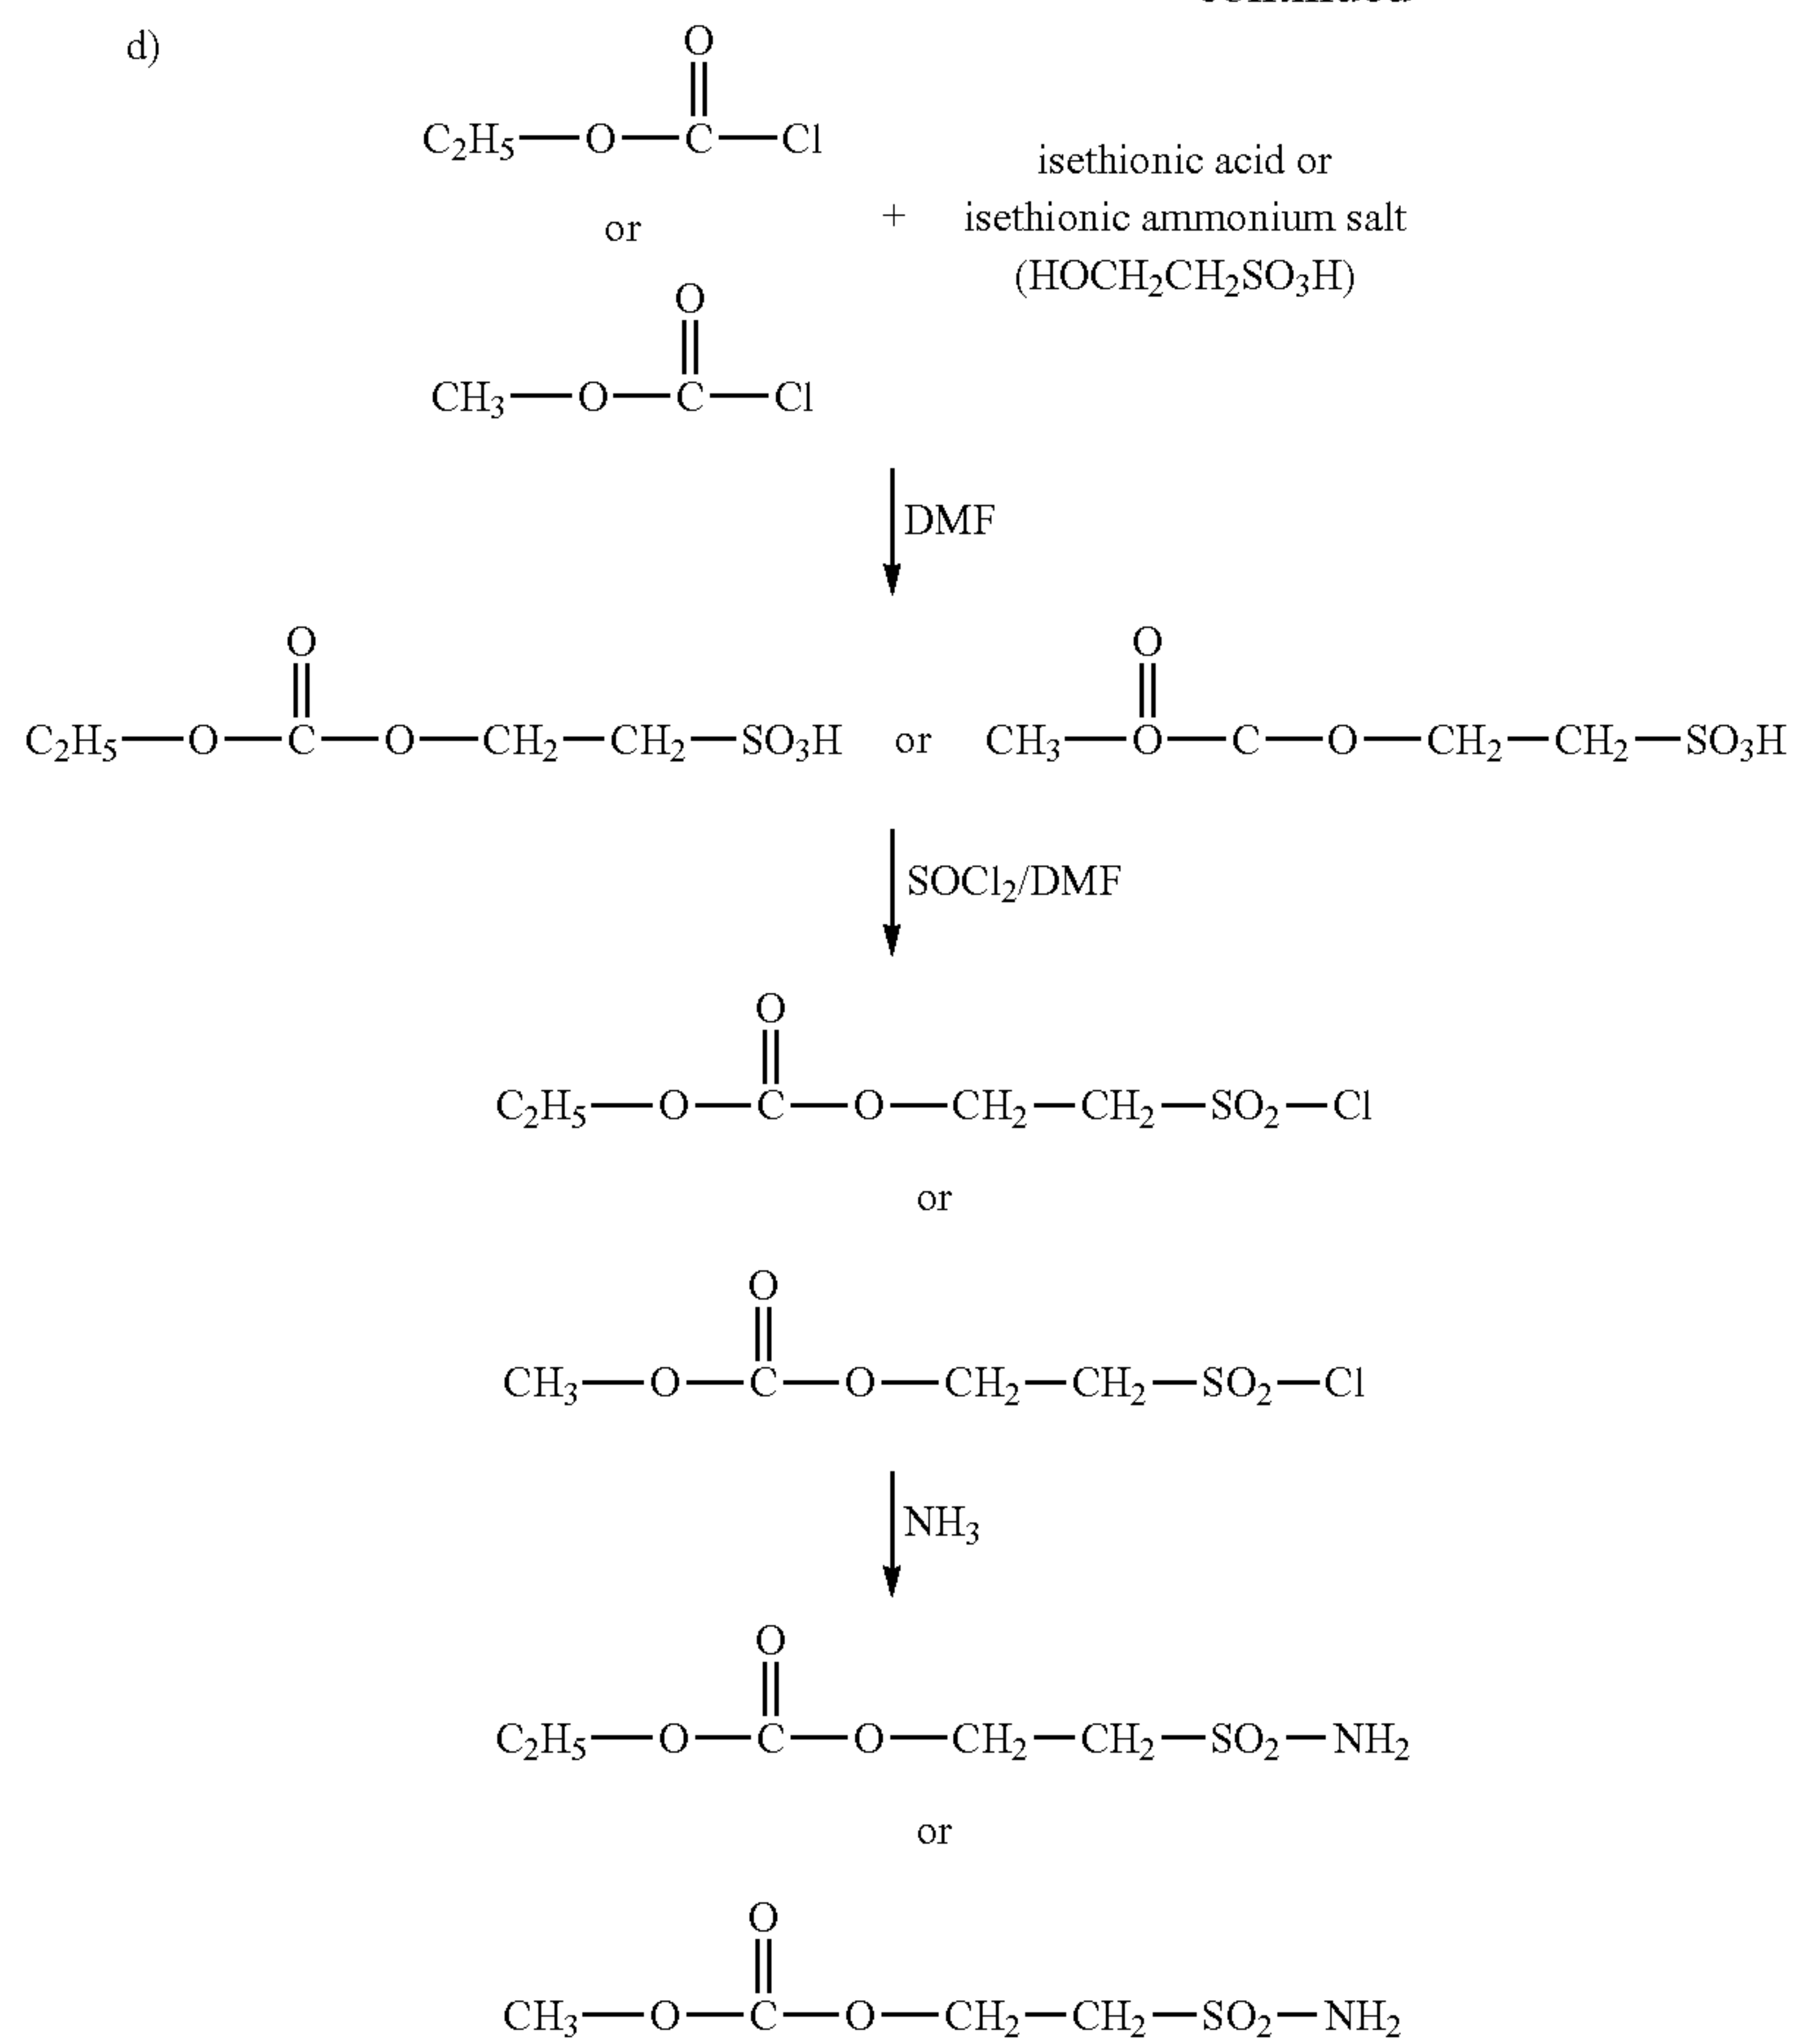 d)
O
C₂H₅—O—C—Cl
or
O
CH₃—O—C—Cl
+
isethionic acid or
isethionic ammonium salt
(HOCH₂CH₂SO₃H)
DMF
O
C₂H₅—O—C—O—CH₂—CH₂—SO₃H
or
O
CH₃—O—C—O—CH₂—CH₂—SO₃H
SOCl₂/DMF
O
C₂H₅—O—C—O—CH₂—CH₂—SO₂—Cl
or
O
CH₃—O—C—O—CH₂—CH₂—SO₂—Cl
NH₃
O
C₂H₅—O—C—O—CH₂—CH₂—SO₂—NH₂
or
O
CH₃—O—C—O—CH₂—CH₂—SO₂—NH₂